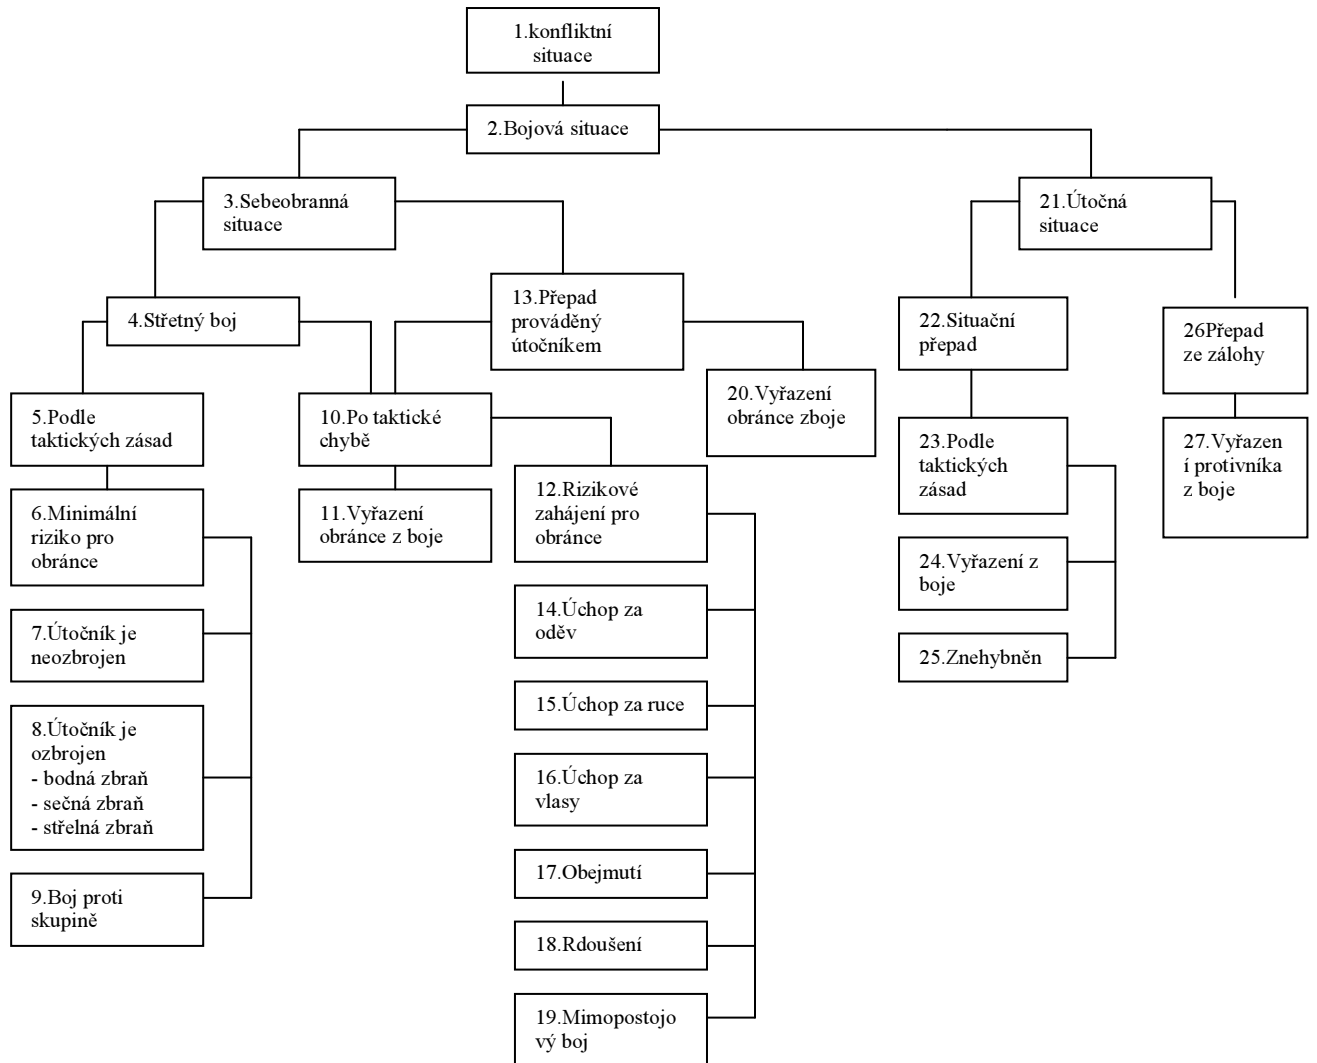 1.konfliktní
situace
2.Bojová situace
3.Sebeobranná
situace
4.Střetný boj
5.Podle
taktických zásad
6.Minimální
riziko pro
obránce
7.Útočník je
neozbrojen
8.Útočník je
ozbrojen
- bodná zbraň
- sečná zbraň
- střelná zbraň
9.Boj proti
skupině
10.Po taktické
chybě
11.Vyřazení
obránce z boje
12.Rizikové
zahájení pro
obránce
13.Přepad
prováděný
útočníkem
14.Úchop za
oděv
15.Úchop za ruce
16.Úchop za
vlasy
17.Obejmutí
18.Rdoušení
19.Mimopostojo
vý boj
20.Vyřazení
obránce zboje
21.Útočná
situace
22.Situační
přepad
23.Podle
taktických
zásad
24.Vyřazení z
boje
25.Znehybněn
26Přepad
ze zálohy
27.Vyřazen
í protivníka
z boje